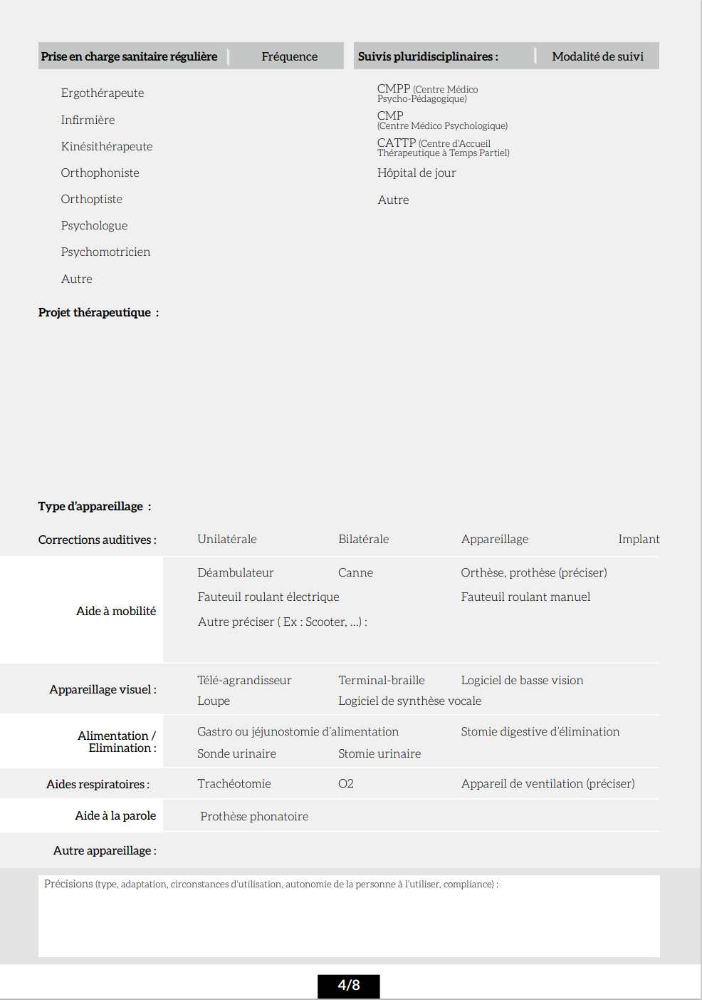 Prise en charge sanitaire régulière Fréquence
Ergothérapeute
Infirmière
Kinésithérapeute
Orthophoniste
Orthoptiste
Psychologue
Psychomotricien
Autre
Suivis pluridisciplinaires : Modalité de suivi
CMPP (Centre Médico
Psycho-Pédagogique)
CMP
(Centre Médico Psychologique)
CATTP (Centre d'Accueil
Thérapeutique à Temps Partiel)
Hôpital de jour
Autre
Projet thérapeutique :
Type d'appareillage :
Corrections auditives : Unilatérale Bilatérale Appareillage Implant
Aide à mobilité
Déambulateur Canne Orthèse, prothèse (préciser)
Fauteuil roulant électrique Fauteuil roulant manuel
Autre préciser ( Ex : Scooter, ...) :
Appareillage visuel :
Télé-agrandisseur Terminal-braille Logiciel de basse vision
Loupe Logiciel de synthèse vocale
Alimentation /
Elimination :
Gastro ou jéjunostomie d'alimentation Stomie digestive d'élimination
Sonde urinaire Stomie urinaire
Aides respiratoires : Trachéotomie O2 Appareil de ventilation (préciser)
Aide à la parole Prothèse phonatoire
Autre appareillage :
Précisions (type, adaptation, circonstances d'utilisation, autonomie de la personne à l'utiliser, compliance) :
4/8